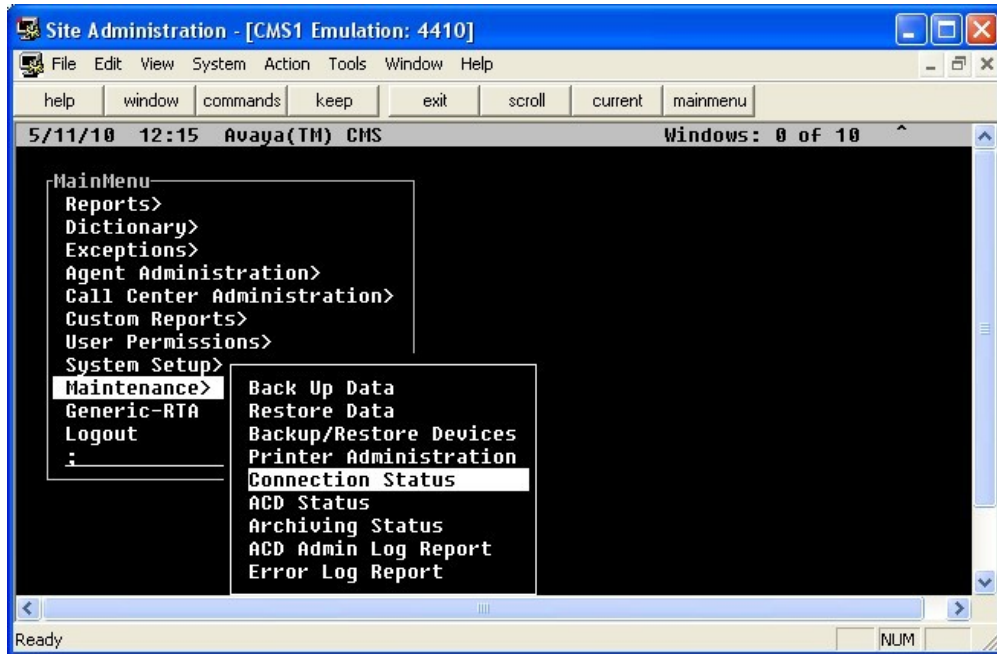 Site Administration - [CMS1 Emulation: 4410]
File Edit View System Action Tools Window Help
help window commands keep exit scroll current mainmenu
5/11/10 12:15 Avaya(TM) CMS Windows: 0 of 10 ^
MainMenu
Reports>
Dictionary>
Exceptions>
Agent Administration>
Call Center Administration>
Custom Reports>
User Permissions>
System Setup>
Maintenance>
Generic-RTA
Logout
;
Back Up Data
Restore Data
Backup/Restore Devices
Printer Administration
Connection Status
ACD Status
Archiving Status
ACD Admin Log Report
Error Log Report
Ready NUM